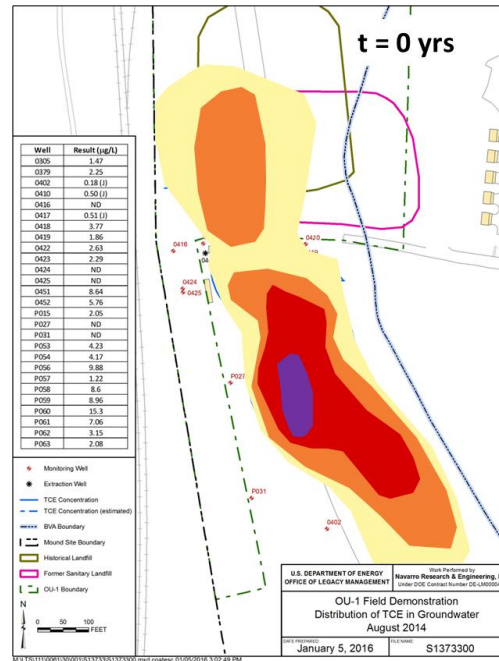 t = 0 yrs
Well Result (µg/L)
0305 1.47
0379 2.25
0402 0.18 (J)
0410 0.50 (J)
0416 ND
0417 0.51 (J)
0418 3.77
0419 1.86
0422 2.63
0423 2.29
0424 ND
0425 ND
0451 8.64
0452 5.76
P015 2.05
P027 ND
P031 ND
P053 4.23
P054 4.17
P056 9.88
P057 1.22
P058 8.6
P059 8.96
P060 15.3
P061 7.06
P062 3.15
P063 2.08
0416
0410
0424
0425
P027
P031
0402
Monitoring Well
Extraction Well
TCE Concentration
TCE Concentration (estimated)
BVA Boundary
Mound Site Boundary
Historical Landfill
Former Sanitary Landfill
OU-1 Boundary
N
0 50 100
FEET
U.S. DEPARTMENT OF ENERGY
OFFICE OF LEGACY MANAGEMENT
Work Performed by
Navarro Research & Engineering,
Under DOE Contract Number
OU-1 Field Demonstration
Distribution of TCE in Groundwater
August 2014
DATE PREPARED:
January 5, 2016
FILE NAME:
S1373300